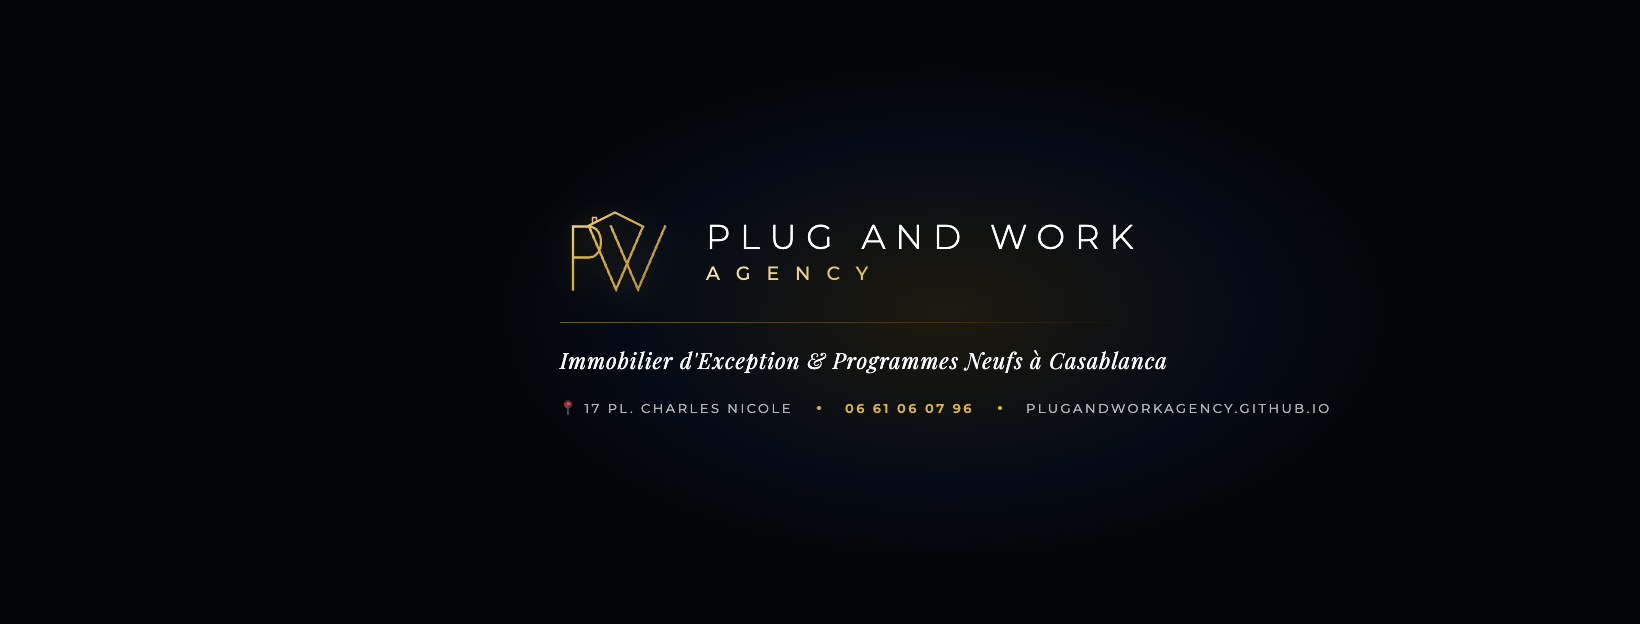 PW
PLUG AND WORK
AGENCY
Immobilier d'Exception & Programmes Neufs à Casablanca
📍 17 PL. CHARLES NICOLE • 06 61 06 07 96 • PLUGANDWORKAGENCY.GITHUB.IO